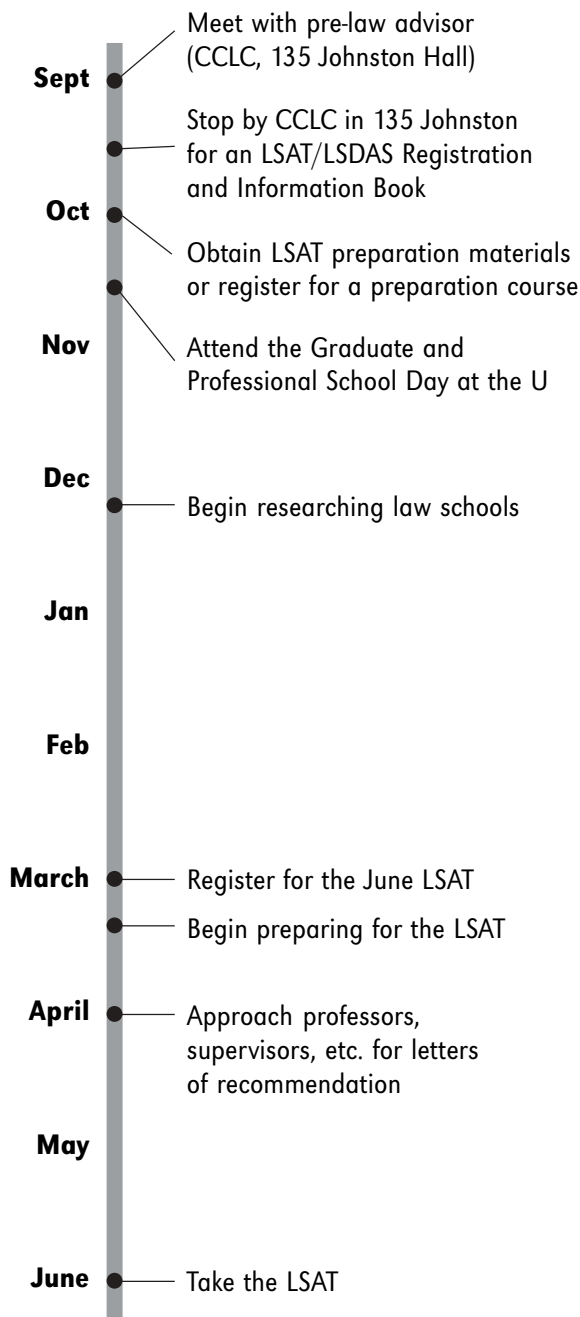 Meet with pre-law advisor
(CCLC, 135 Johnston Hall)
Sept
Stop by CCLC in 135 Johnston
for an LSAT/LSDAS Registration
and Information Book
Oct
Obtain LSAT preparation materials
or register for a preparation course
Nov
Attend the Graduate and
Professional School Day at the U
Dec
Begin researching law schools
Jan
Feb
March
Register for the June LSAT
Begin preparing for the LSAT
April
Approach professors,
supervisors, etc. for letters
of recommendation
May
June
Take the LSAT